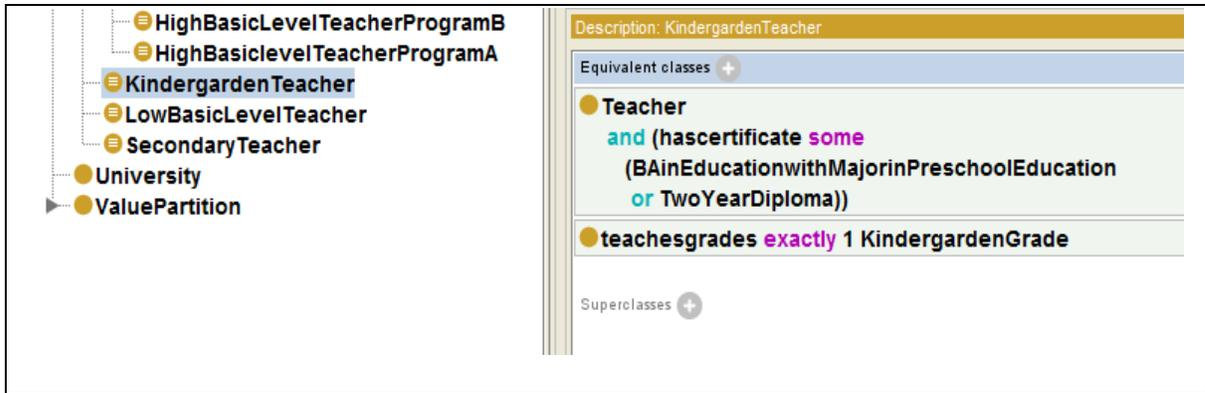 HighBasicLevelTeacherProgramB
HighBasiclevelTeacherProgramA
KindergardenTeacher
LowBasicLevelTeacher
SecondaryTeacher
University
ValuePartition
Description: KindergartenTeacher
Equivalent classes
Teacher
and (hascertificate some
(BAinEducationwithMajorinPreschoolEducation
or TwoYearDiploma))
teachesgrades exactly 1 KindergardenGrade
Superclasses